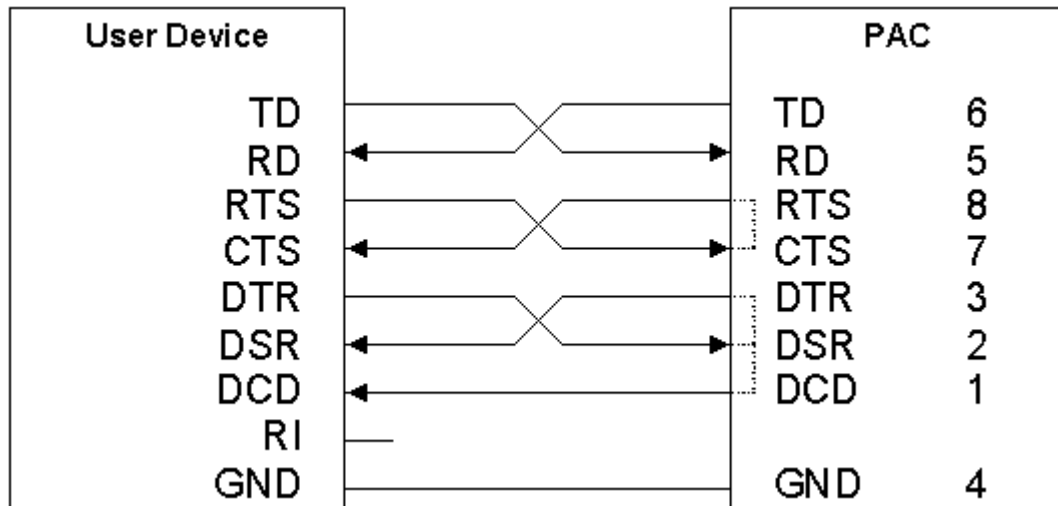 User Device PAC
TD TD 6
RD RD 5
RTS RTS 8
CTS CTS 7
DTR DTR 3
DSR DSR 2
DCD DCD 1
RI
GND GND 4